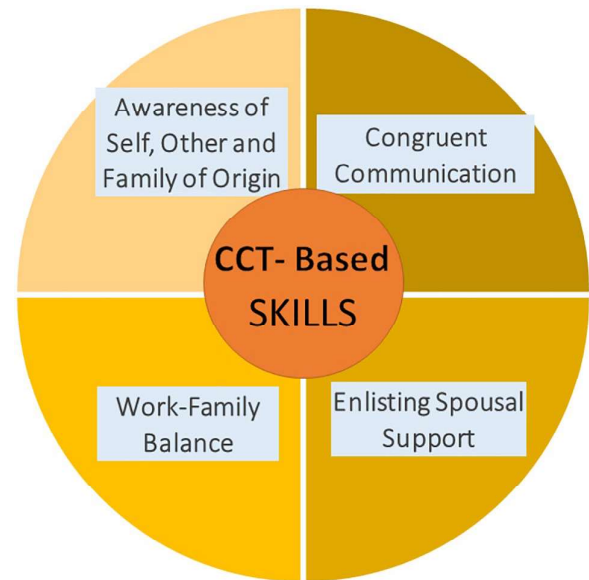 Awareness of
Self, Other and
Family of Origin
Congruent
Communication
CCT- Based
SKILLS
Work-Family
Balance
Enlisting Spousal
Support